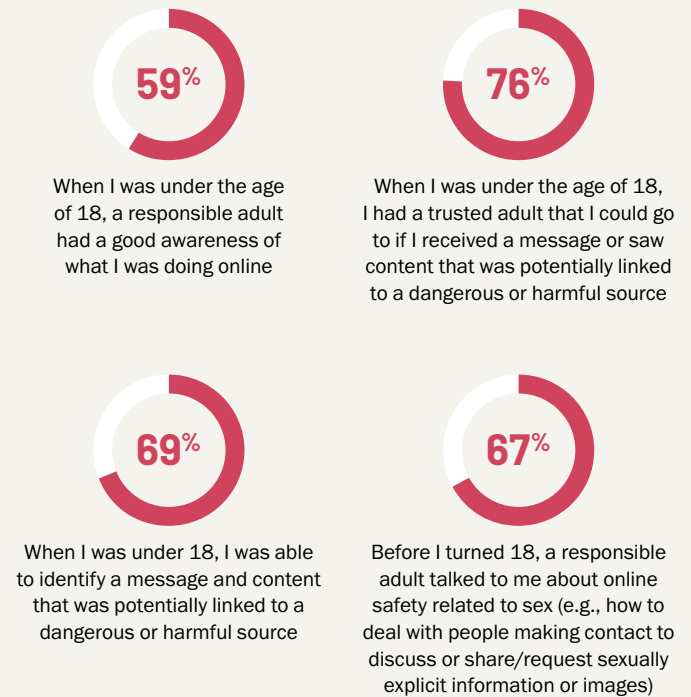 59%
When I was under the age
of 18, a responsible adult
had a good awareness of
what I was doing online
76%
When I was under the age of 18,
I had a trusted adult that I could go
to if I received a message or saw
content that was potentially linked
to a dangerous or harmful source
69%
When I was under 18, I was able
to identify a message and content
that was potentially linked to a
dangerous or harmful source
67%
Before I turned 18, a responsible
adult talked to me about online
safety related to sex (e.g., how to
deal with people making contact to
discuss or share/request sexually
explicit information or images)